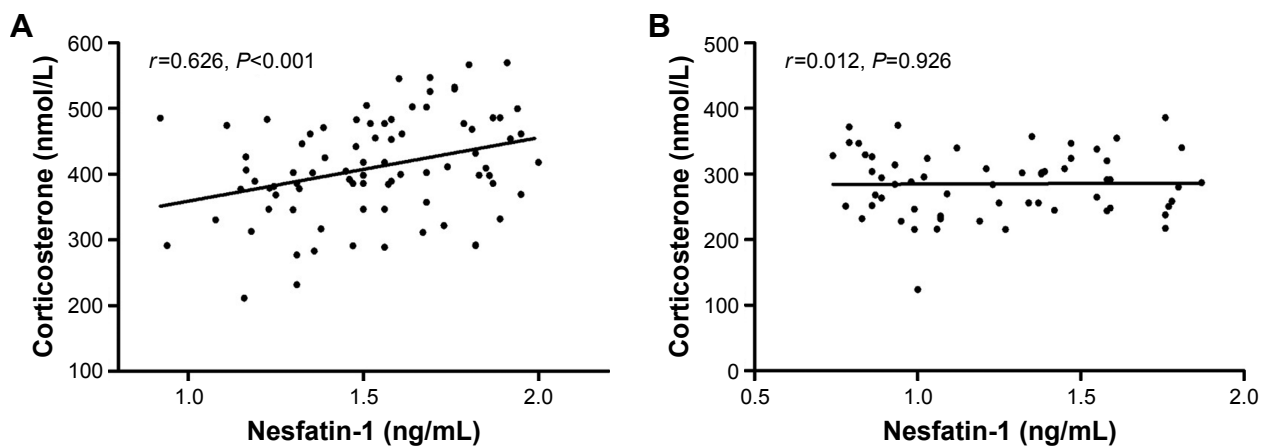 A
r=0.626, P<0.001
Corticosterone (nmol/L)
600
500
400
300
200
100
1.0 1.5 2.0
Nesfatin-1 (ng/mL)
B
r=0.012, P=0.926
Corticosterone (nmol/L)
500
400
300
200
100
0
0.5 1.0 1.5 2.0
Nesfatin-1 (ng/mL)